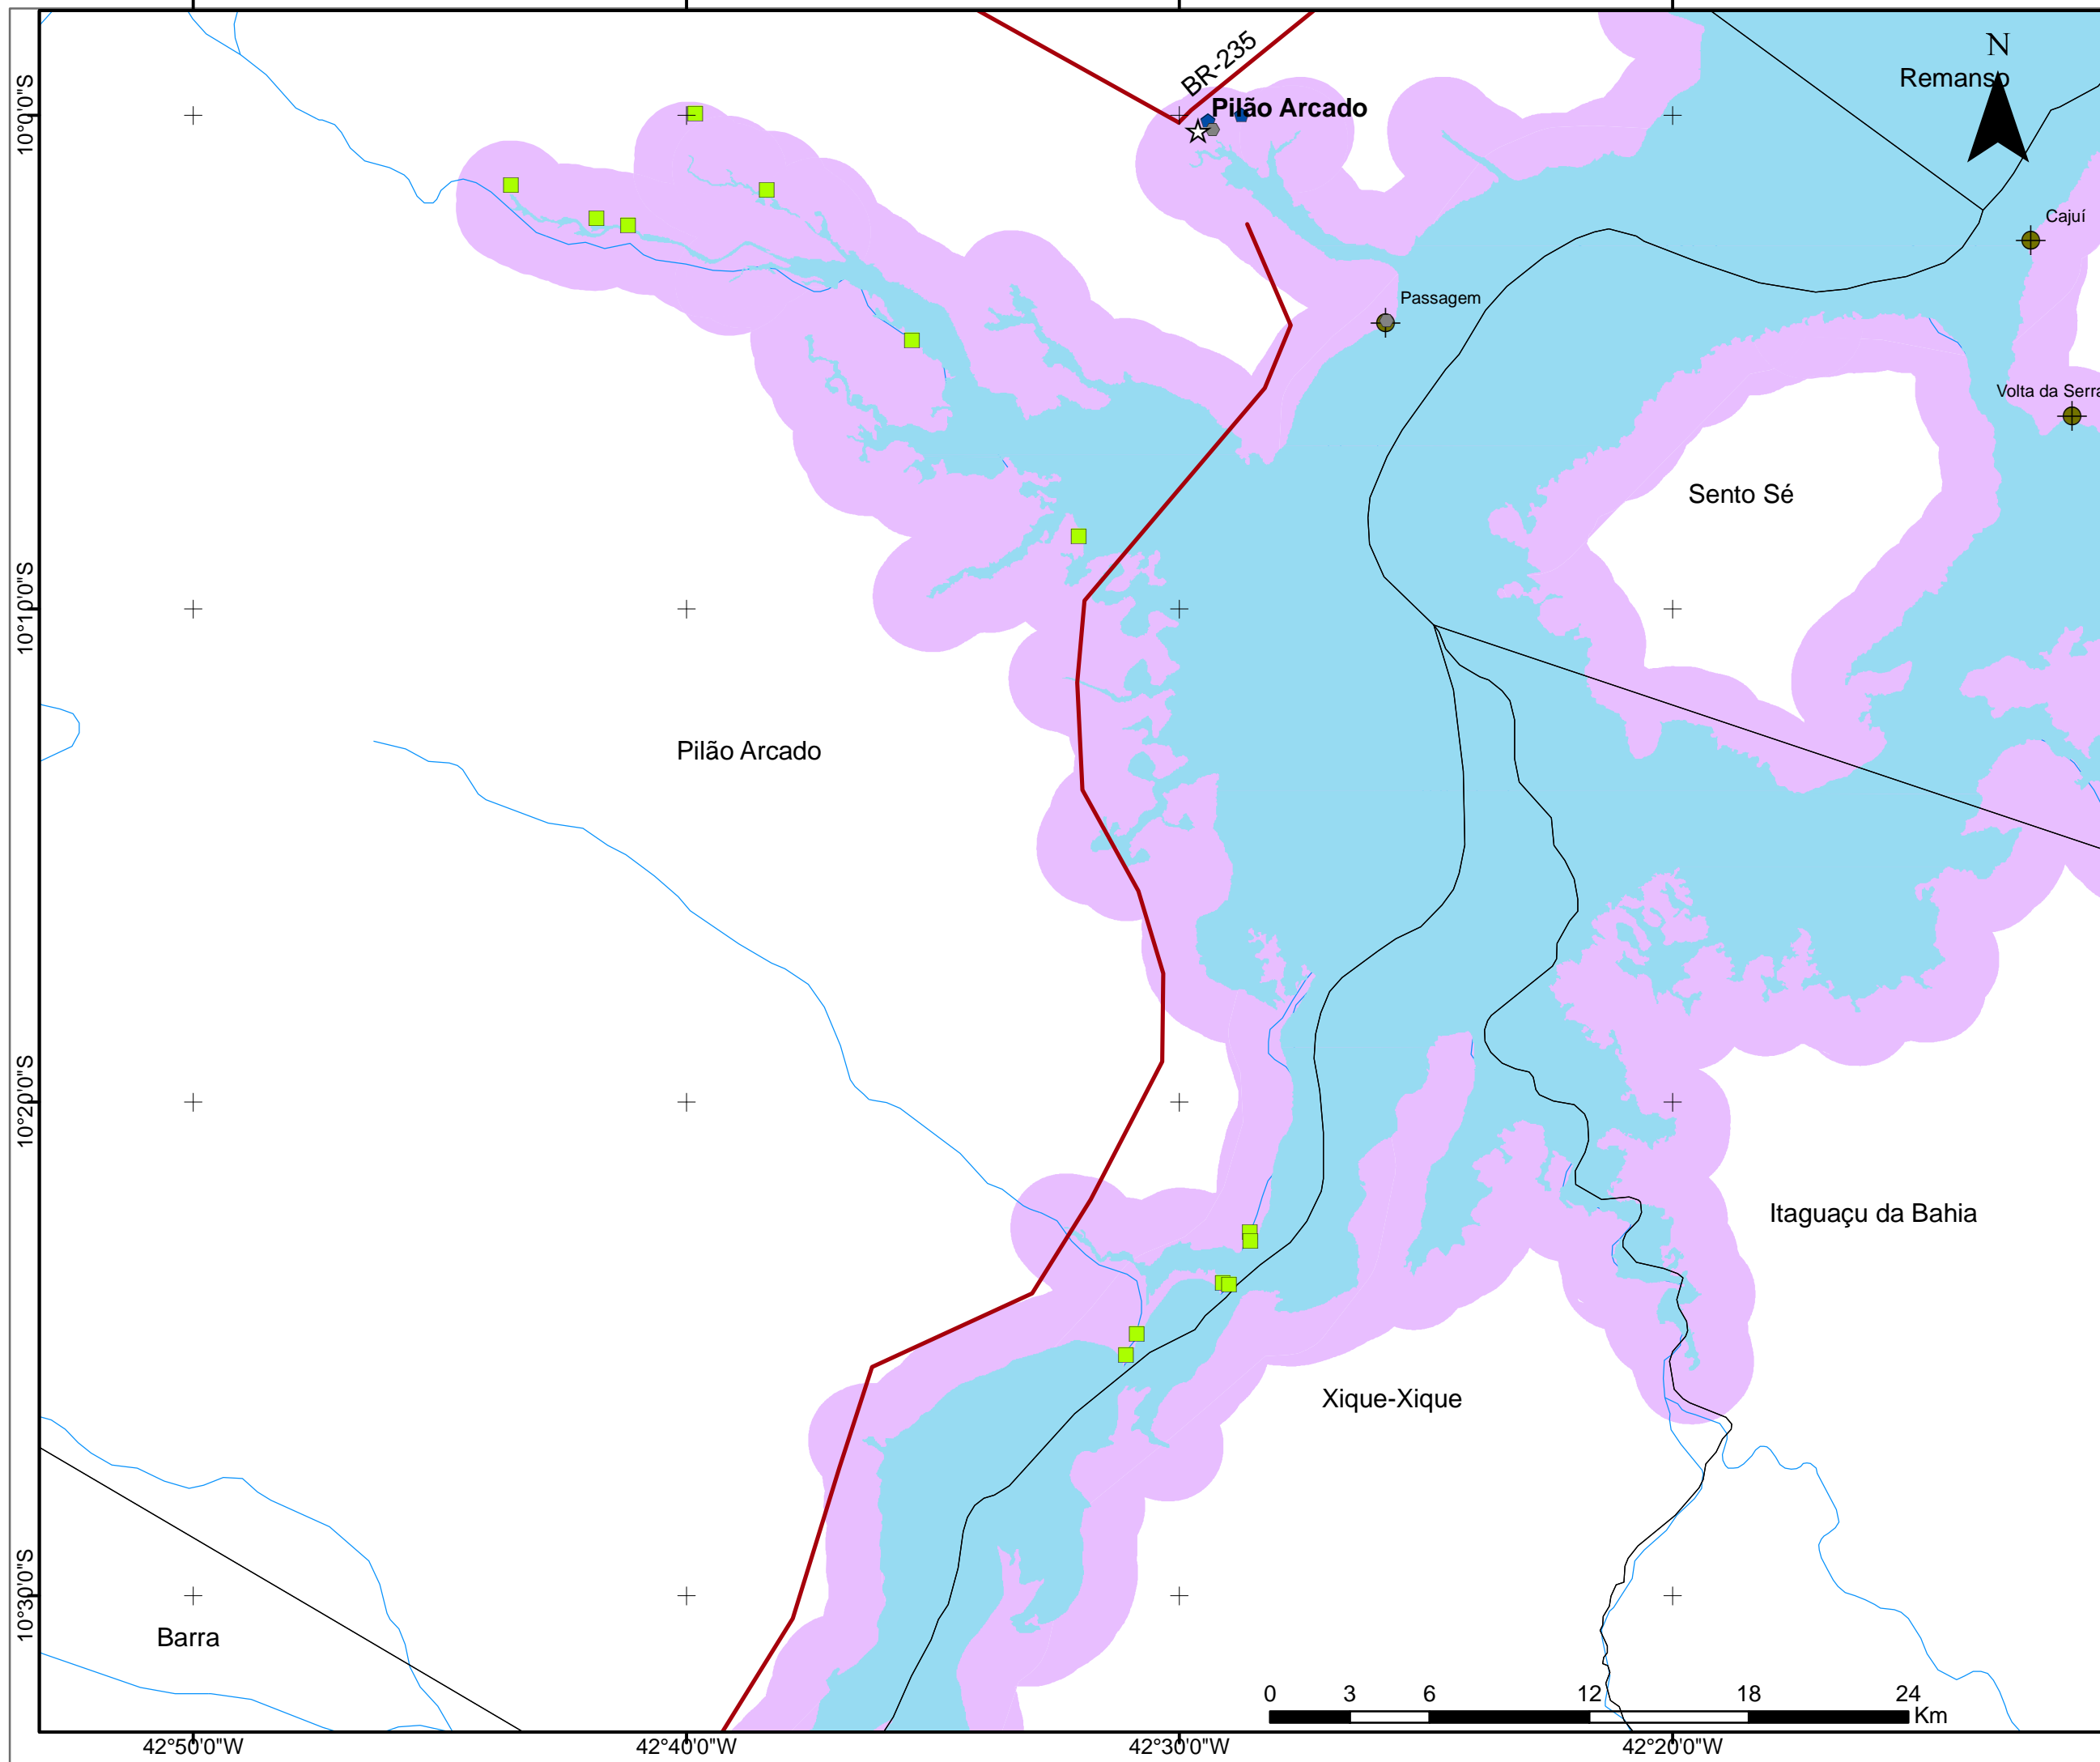 N
Remanso
BR-235
Pilão Arcado
Cajuí
Passagem
Volta da Serra
Sento Sé
Pilão Arcado
Itaguaçu da Bahia
Xique-Xique
Barra
0 3 6 12 18 24
Km
10°0'0"S
10°10'0"S
10°20'0"S
10°30'0"S
42°50'0"W 42°40'0"W 42°30'0"W 42°20'0"W